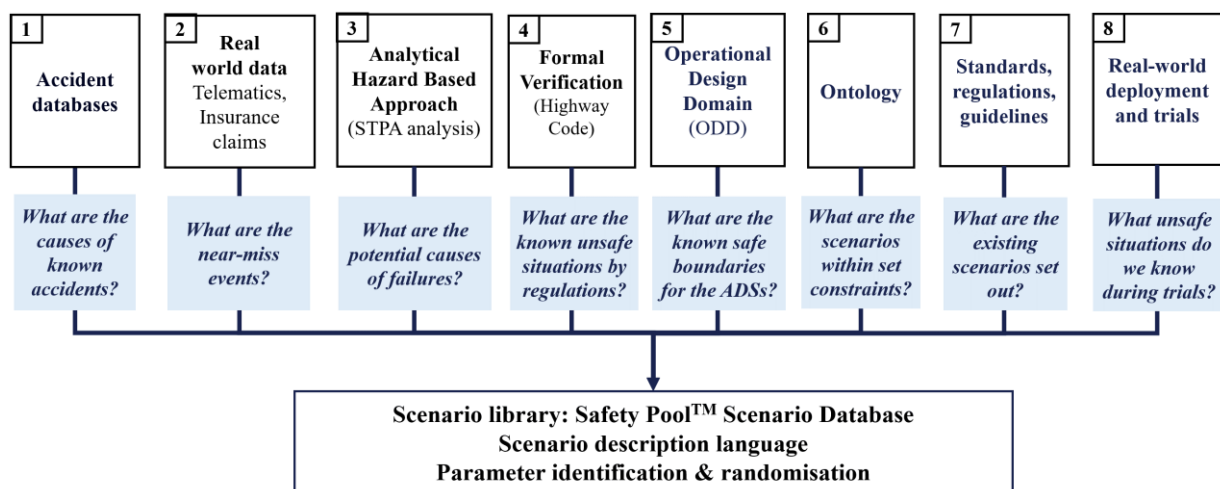 1
Accident
databases
2
Real
world data
Telematics,
Insurance
claims
3
Analytical
Hazard Based
Approach
(STPA analysis)
4
Formal
Verification
(Highway
Code)
5
Operational
Design
Domain
(ODD)
6
Ontology
7
Standards,
regulations,
guidelines
8
Real-world
deployment
and trials
What are the
causes of
known
accidents?
What are the
near-miss
events?
What are the
potential causes
of failures?
What are the
known unsafe
situations by
regulations?
What are the
known safe
boundaries
for the ADSs?
What are the
scenarios
within set
constraints?
What are the
existing
scenarios set
out?
What unsafe
situations do
we know
during trials?
Scenario library: Safety Pool™ Scenario Database
Scenario description language
Parameter identification & randomisation